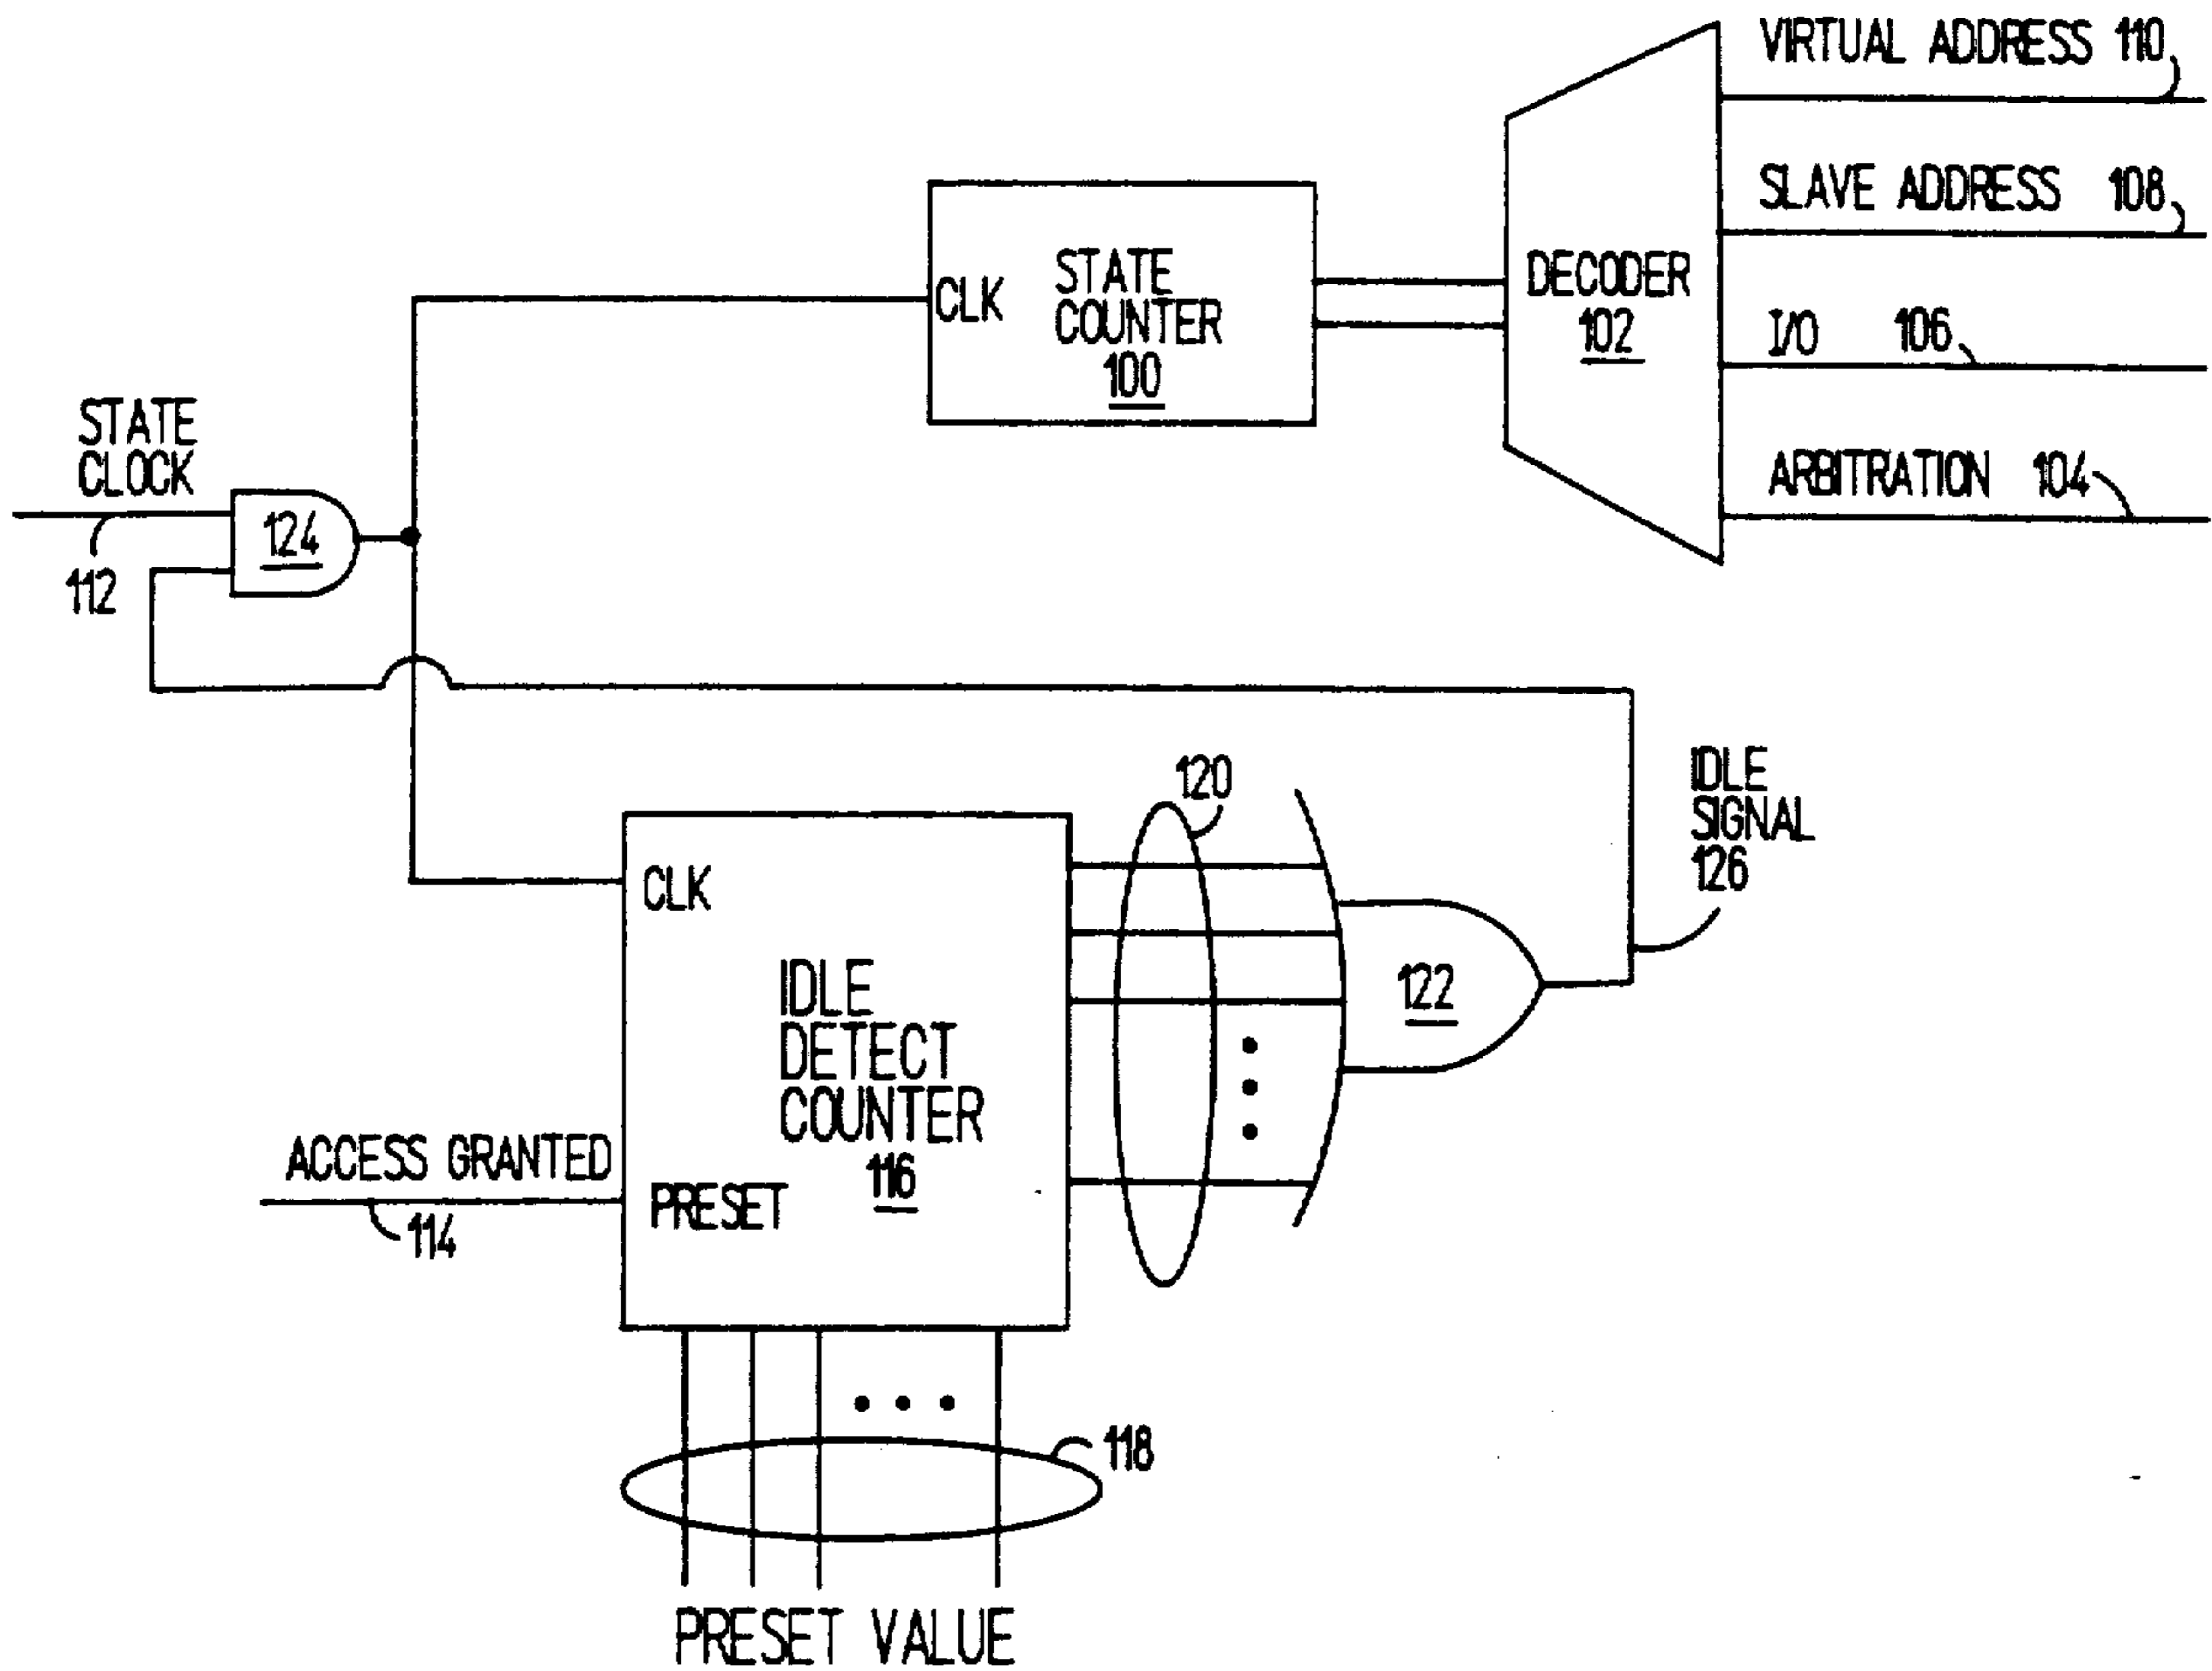 VIRTUAL ADDRESS 110
SLAVE ADDRESS 108
I/O 106
ARBITRATION 104
DECODER
102
CLK
STATE
COUNTER
100
STATE
CLOCK
112
124
IDLE
SIGNAL
126
120
122
CLK
IDLE
DETECT
COUNTER
116
ACCESS GRANTED
114
PRESET
118
PRESET VALUE